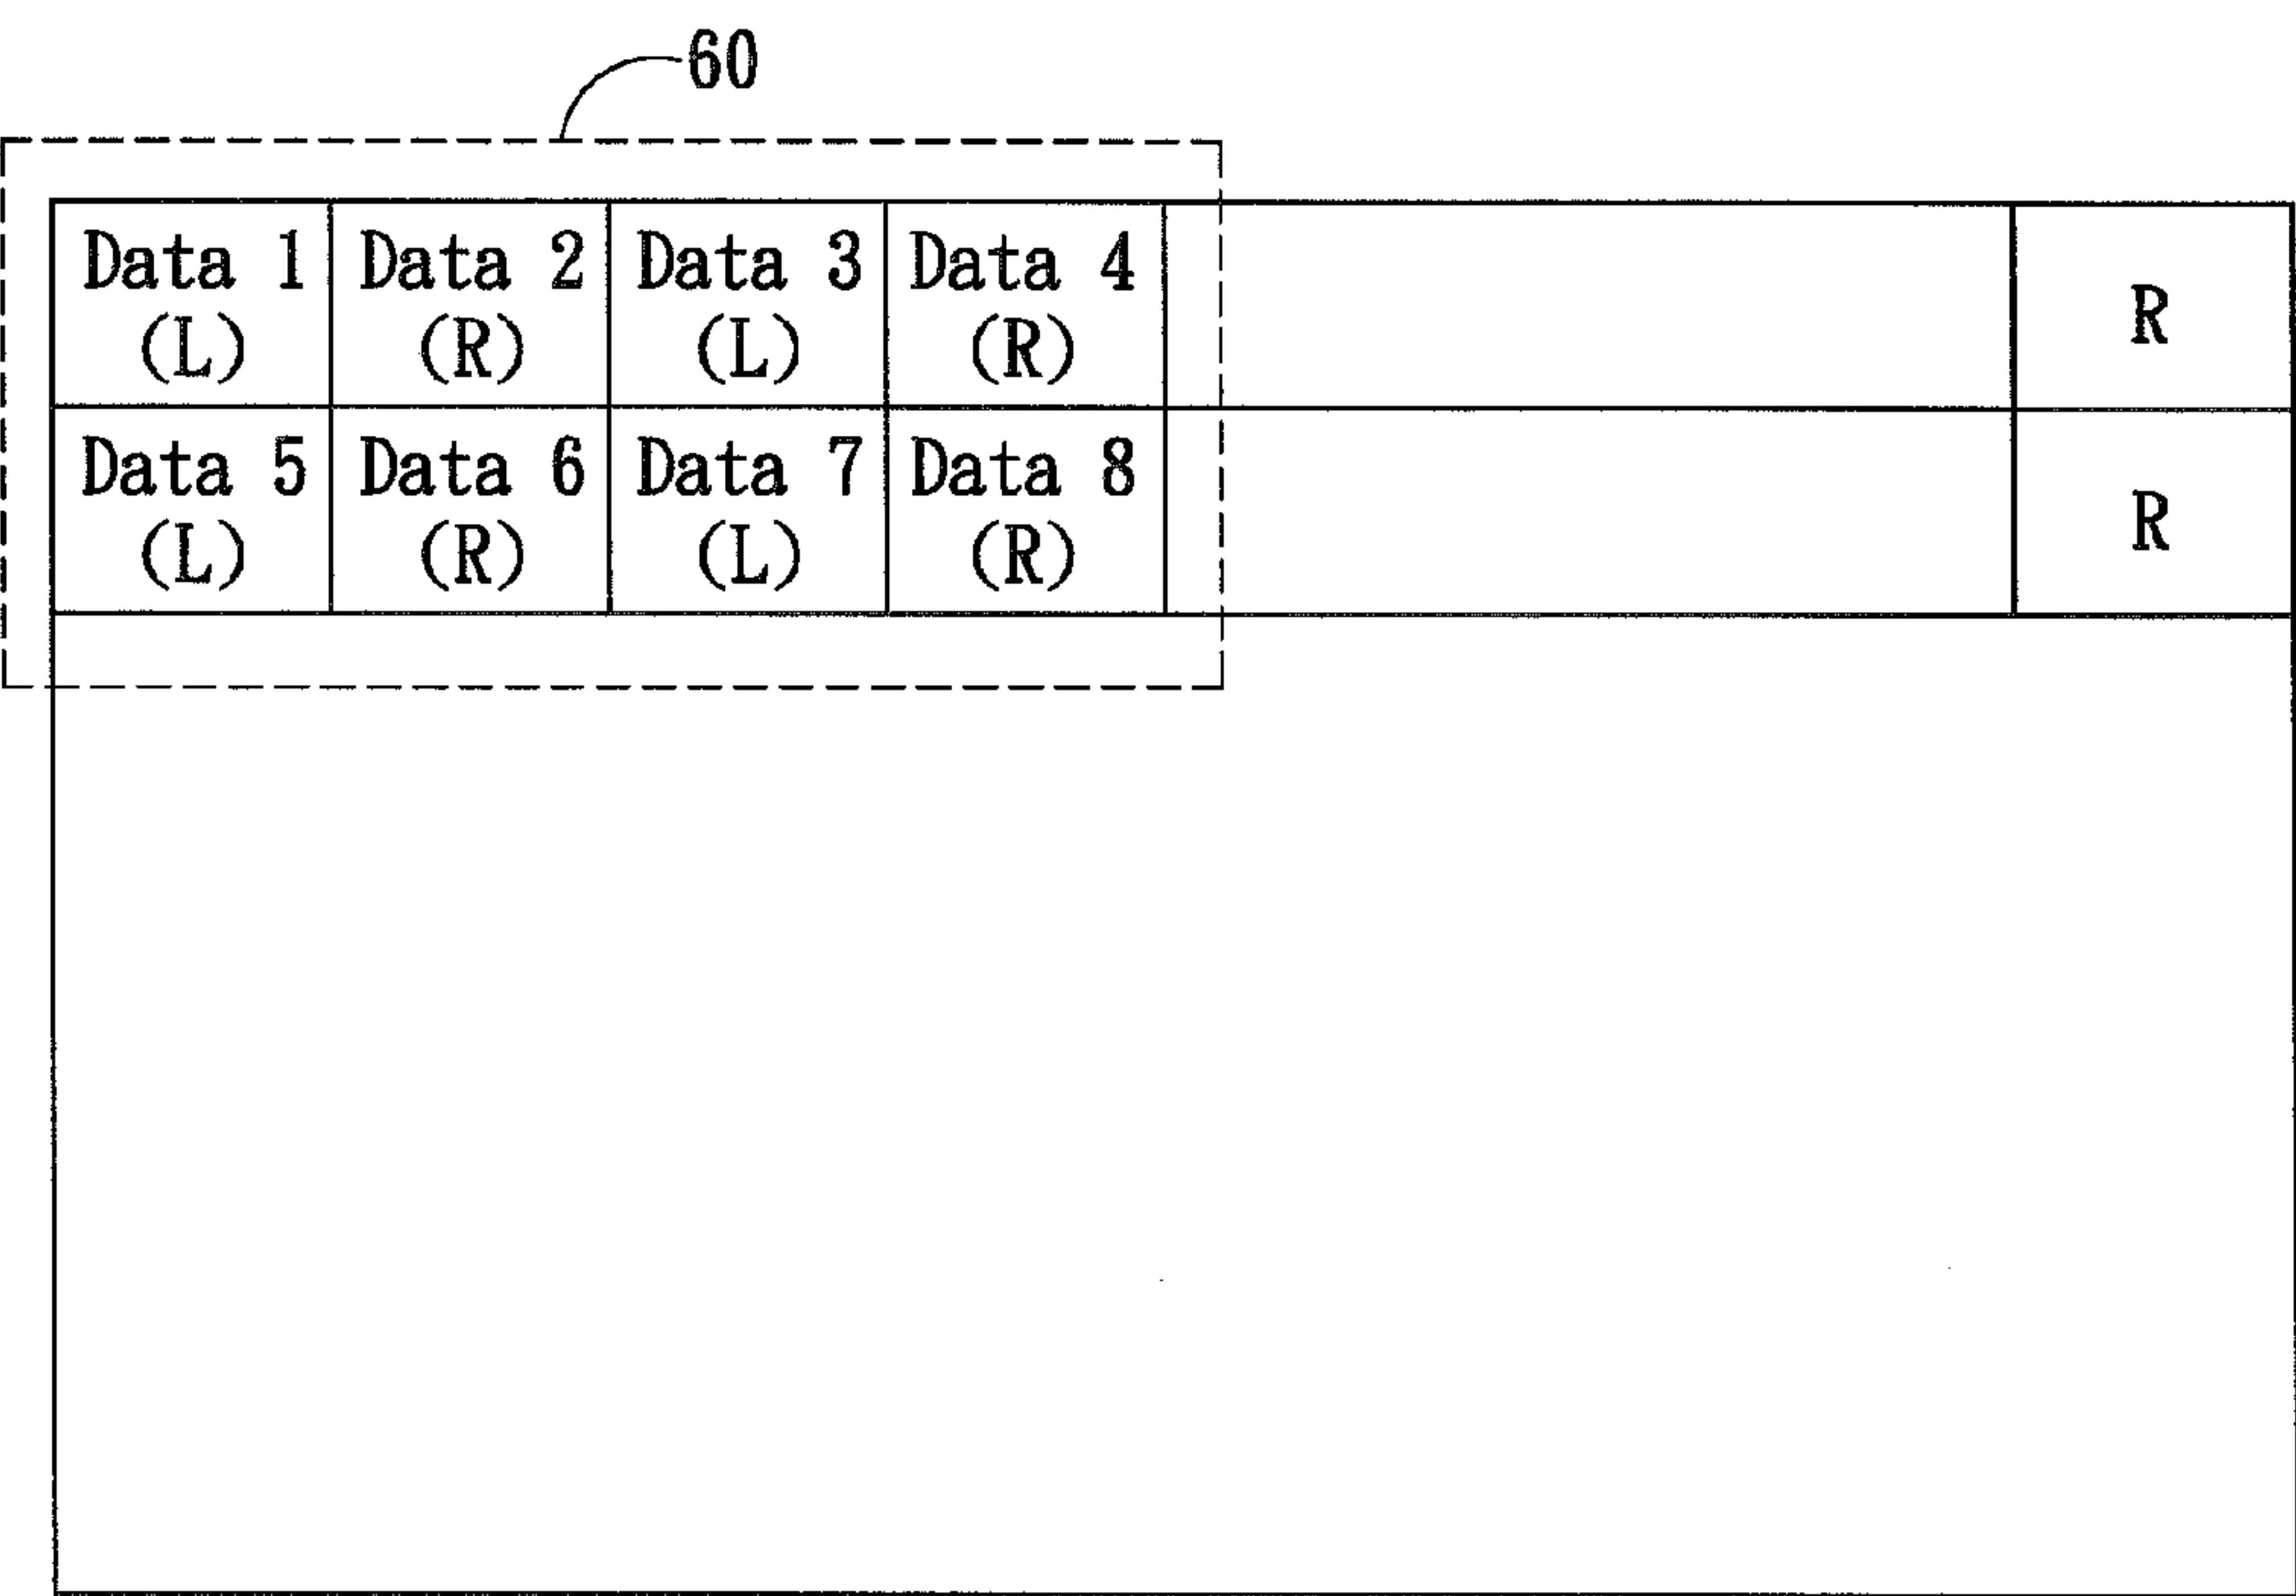 60
Data 1 Data 2 Data 3 Data 4
(L) (R) (L) (R) R
Data 5 Data 6 Data 7 Data 8
(L) (R) (L) (R) R